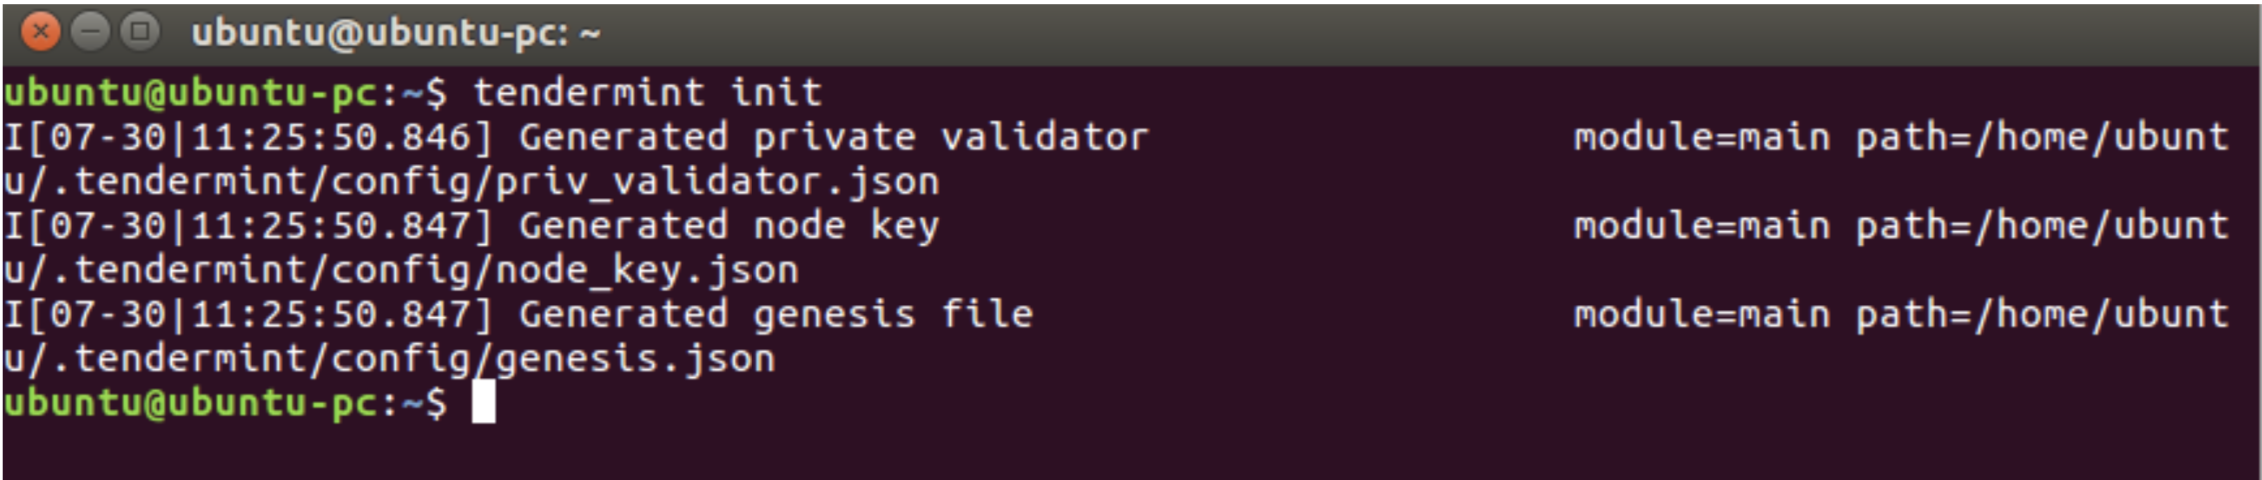 ubuntu@ubuntu-pc: ~
ubuntu@ubuntu-pc:~$ tendermint init
I[07-30|11:25:50.846] Generated private validator                  module=main path=/home/ubunt
u/.tendermint/config/priv_validator.json
I[07-30|11:25:50.847] Generated node key                           module=main path=/home/ubunt
u/.tendermint/config/node_key.json
I[07-30|11:25:50.847] Generated genesis file                       module=main path=/home/ubunt
u/.tendermint/config/genesis.json
ubuntu@ubuntu-pc:~$